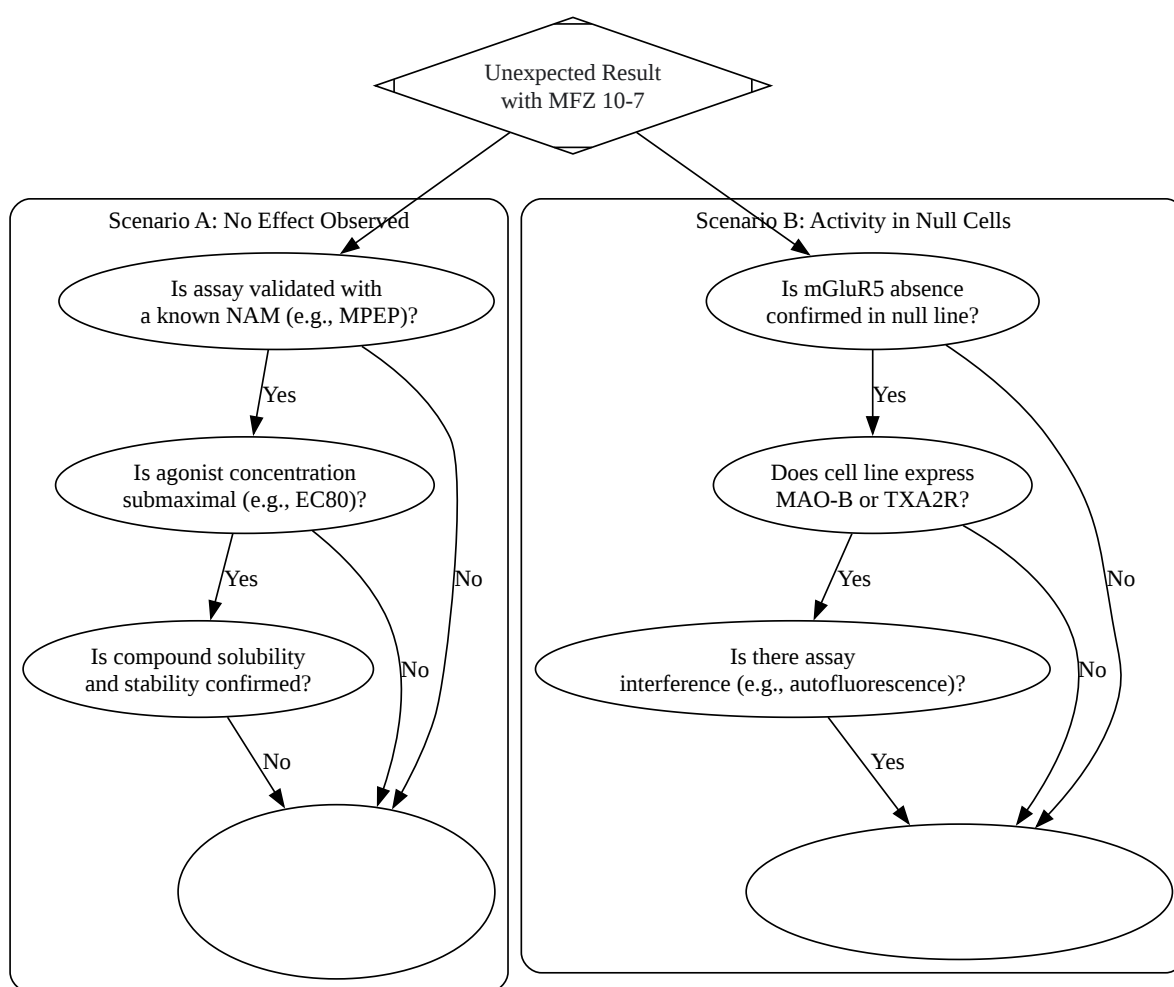 Unexpected Result
with MFZ 10-7
Scenario A: No Effect Observed
Is assay validated with
a known NAM (e.g., MPEP)?
Yes
Is agonist concentration
submaximal (e.g., EC80)?
Yes
No
Is compound solubility
and stability confirmed?
No
No
Scenario B: Activity in Null Cells
Is mGluR5 absence
confirmed in null line?
Yes
Does cell line express
MAO-B or TXA2R?
Yes
No
Is there assay
interference (e.g., autofluorescence)?
No
Yes